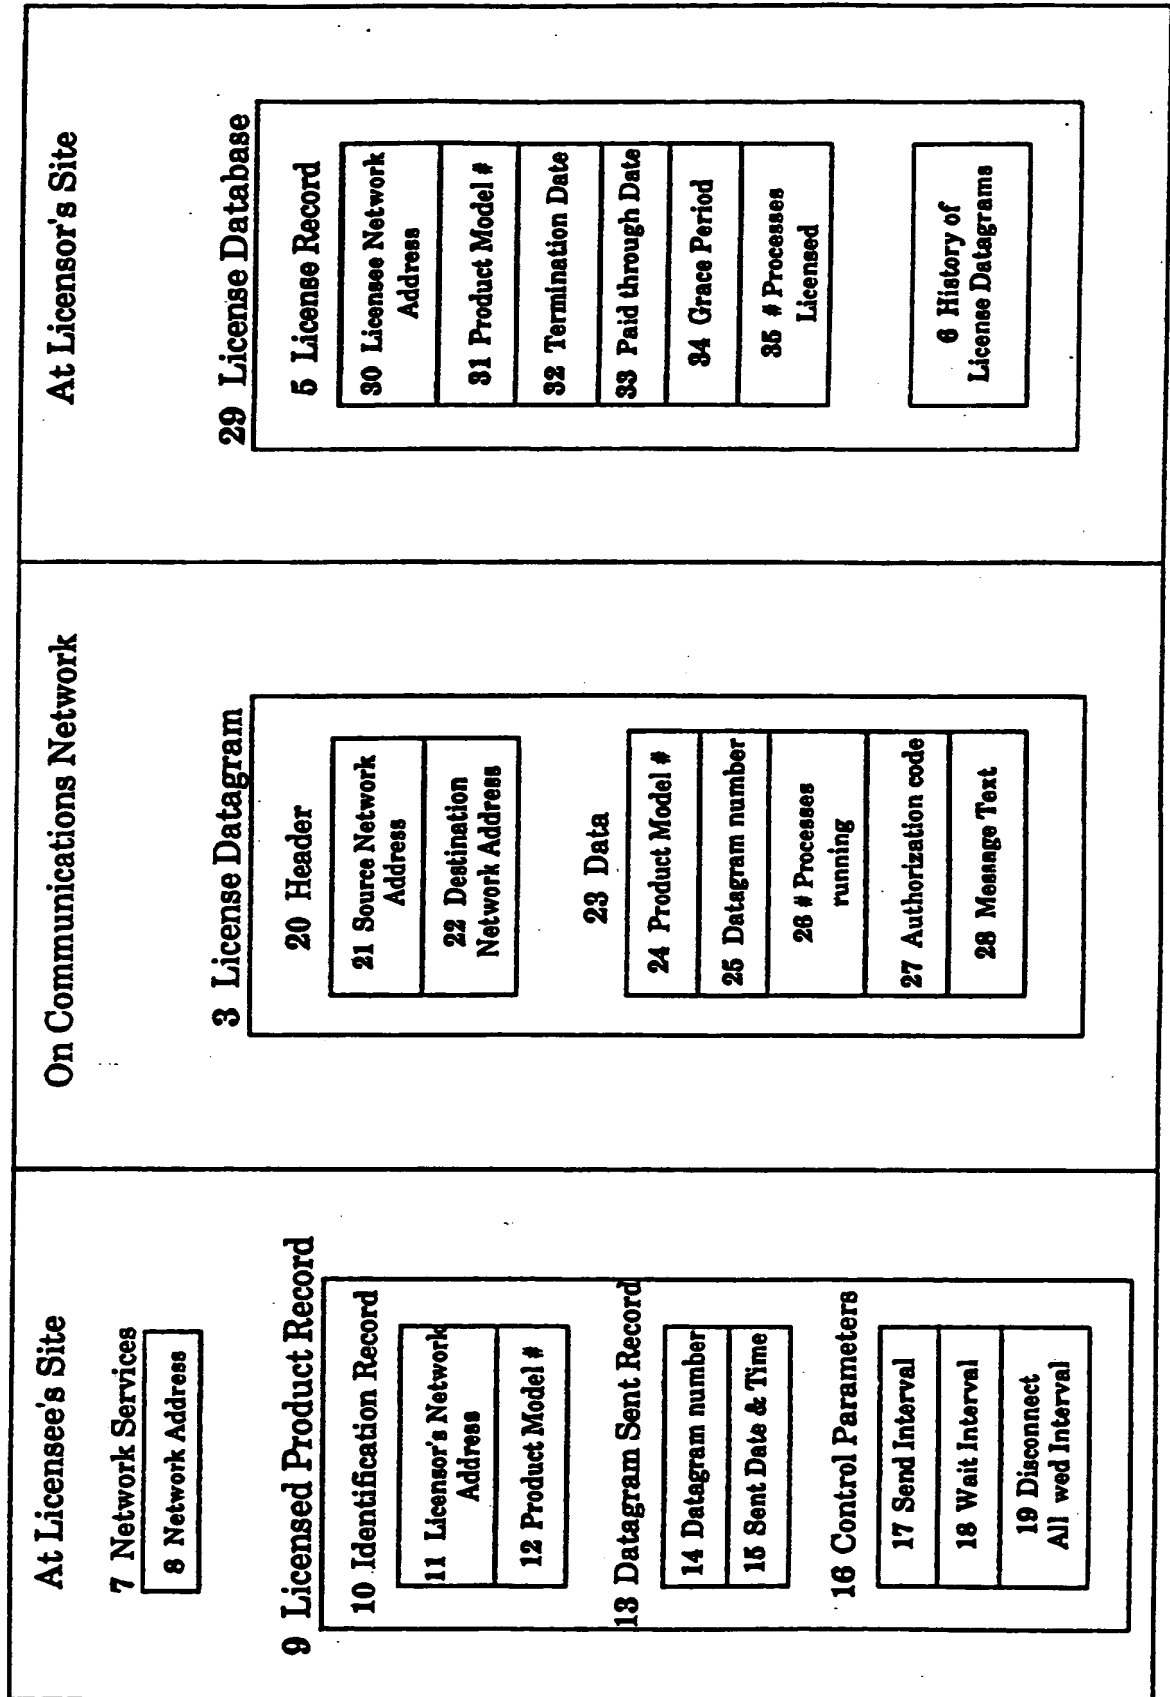 At Licensee's Site
7 Network Services
8 Network Address
9 Licensed Product Record
10 Identification Record
11 Licensor's Network
Address
12 Product Model #
13 Datagram Sent Record
14 Datagram number
15 Sent Date & Time
16 Control Parameters
17 Send Interval
18 Wait Interval
19 Disconnect
All wed Interval
On Communications Network
3 License Datagram
20 Header
21 Source Network
Address
22 Destination
Network Address
23 Data
24 Product Model #
25 Datagram number
26 # Processes
running
27 Authorization code
28 Message Text
At Licensor's Site
29 License Database
5 License Record
30 Licensee Network
Address
31 Product Model #
32 Termination Date
33 Paid through Date
34 Grace Period
35 # Processes
Licensed
6 History of
License Datagrams